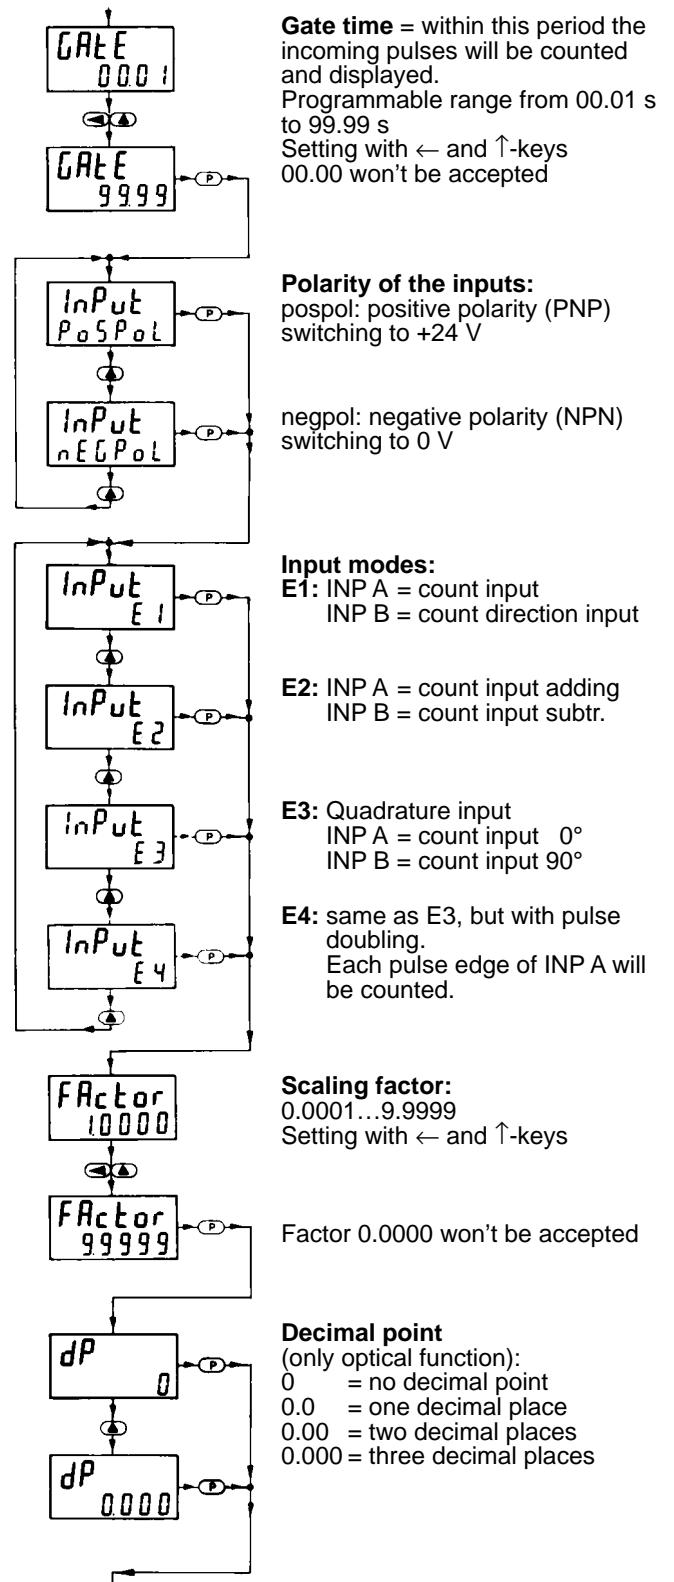 GAtE
00.01
Gate time = within this period the
incoming pulses will be counted
and displayed.
Programmable range from 00.01 s
to 99.99 s
Setting with ← and ↑-keys
00.00 won't be accepted
GAtE
99.99
P
InPut
PoSPoL
P
Polarity of the inputs:
pospol: positive polarity (PNP)
switching to +24 V
InPut
nEGPoL
P
negpol: negative polarity (NPN)
switching to 0 V
Input modes:
InPut
E1
P
E1: INP A = count input
INP B = count direction input
InPut
E2
P
E2: INP A = count input adding
INP B = count input subtr.
InPut
E3
P
E3: Quadrature input
INP A = count input 0°
INP B = count input 90°
InPut
E4
P
E4: same as E3, but with pulse
doubling.
Each pulse edge of INP A will
be counted.
FActor
1.0000
Scaling factor:
0.0001…9.9999
Setting with ← and ↑-keys
FActor
9.9999
P
Factor 0.0000 won't be accepted
dP
0
P
Decimal point
(only optical function):
0 = no decimal point
0.0 = one decimal place
0.00 = two decimal places
0.000 = three decimal places
dP
0.000
P